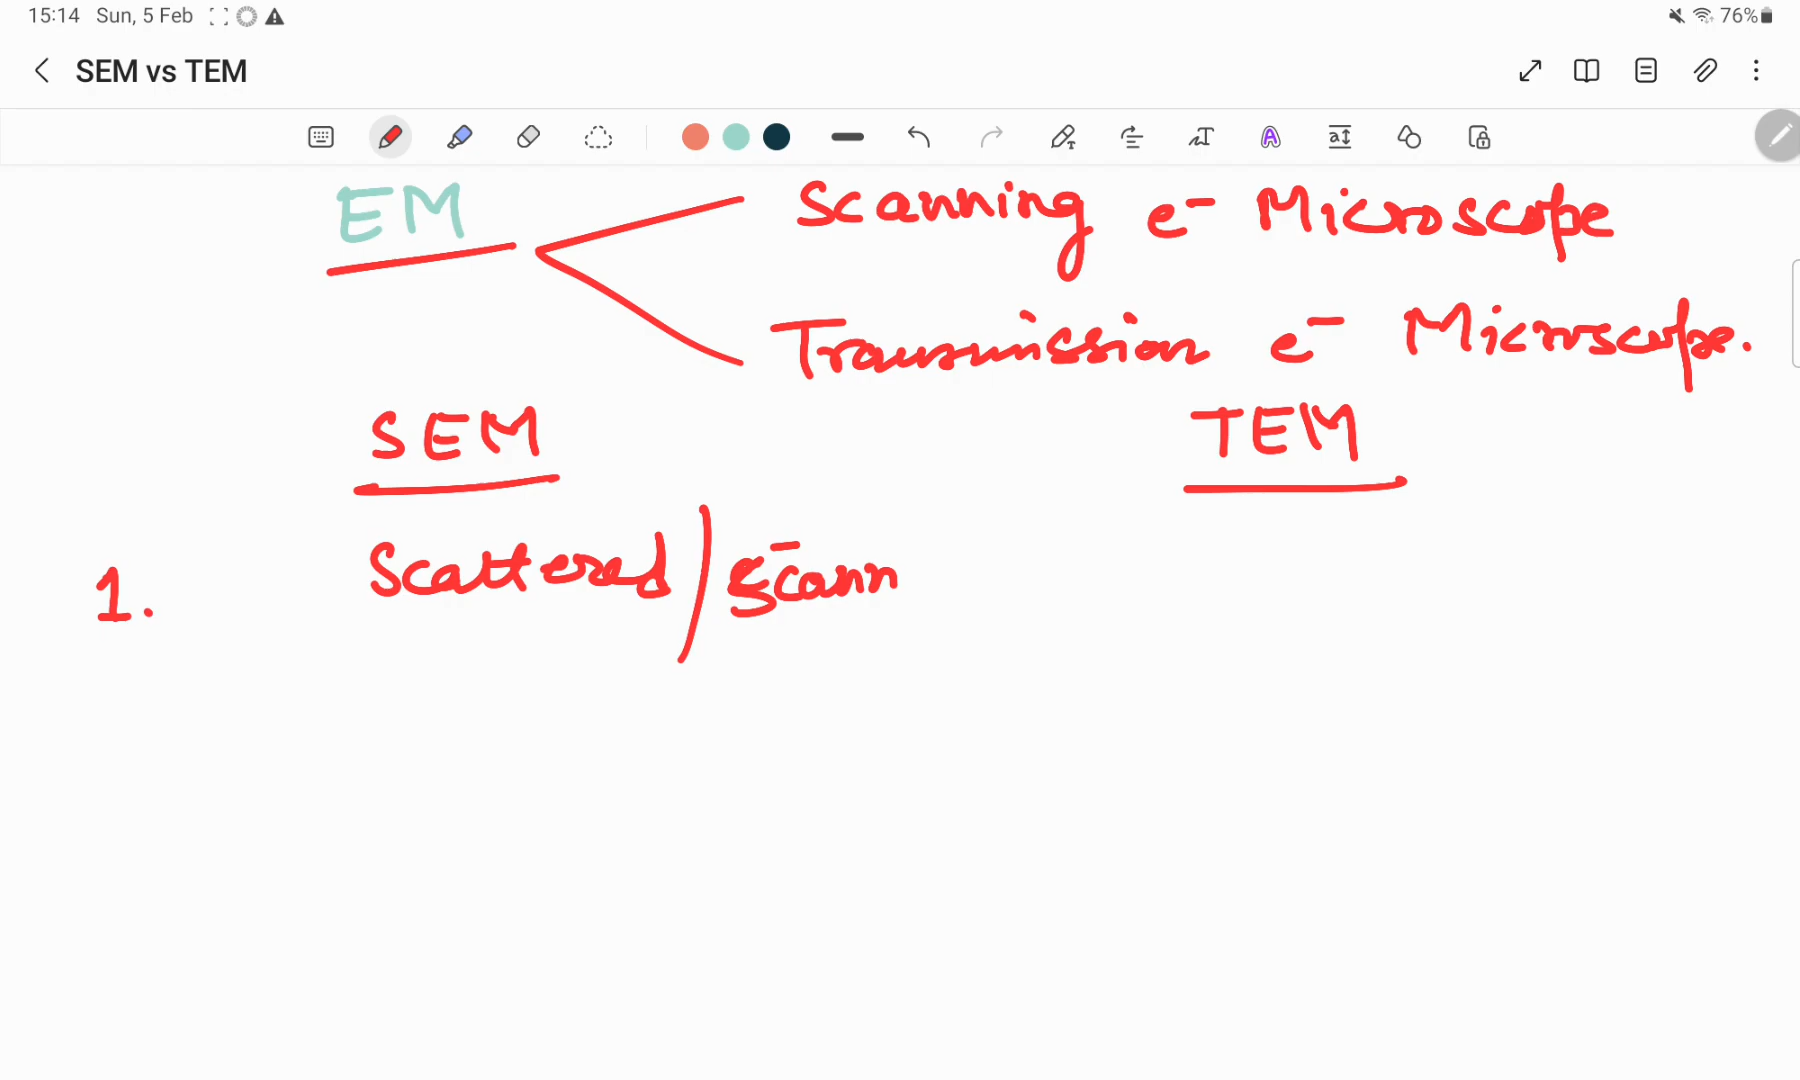 15:14 Sun, 5 Feb 76%
SEM vs TEM
EM Scanning e⁻ Microscope
Transmission e⁻ Microscope.
SEM TEM
1. Scattered / Scann